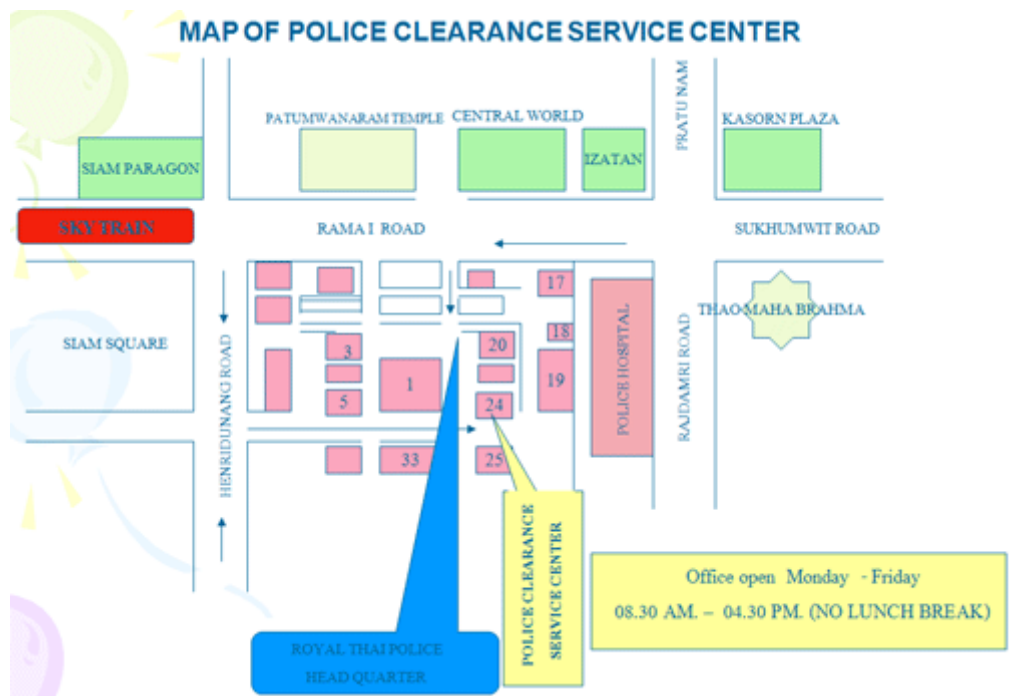 MAP OF POLICE CLEARANCE SERVICE CENTER
PATUMWANARAM TEMPLE
CENTRAL WORLD
PRATU NAM
KASORN PLAZA
SIAM PARAGON
IZATAN
SKY TRAIN
RAMA I ROAD
SUKHUMWIT ROAD
17
THAO MAHA BRAHMA
SIAM SQUARE
HENRIDUNANG ROAD
3
20
18
1
19
5
24
POLICE HOSPITAL
RAJDAMRI ROAD
33
25
POLICE CLEARANCE
SERVICE CENTER
Office open Monday - Friday
08.30 AM. – 04.30 PM. (NO LUNCH BREAK)
ROYAL THAI POLICE
HEAD QUARTER